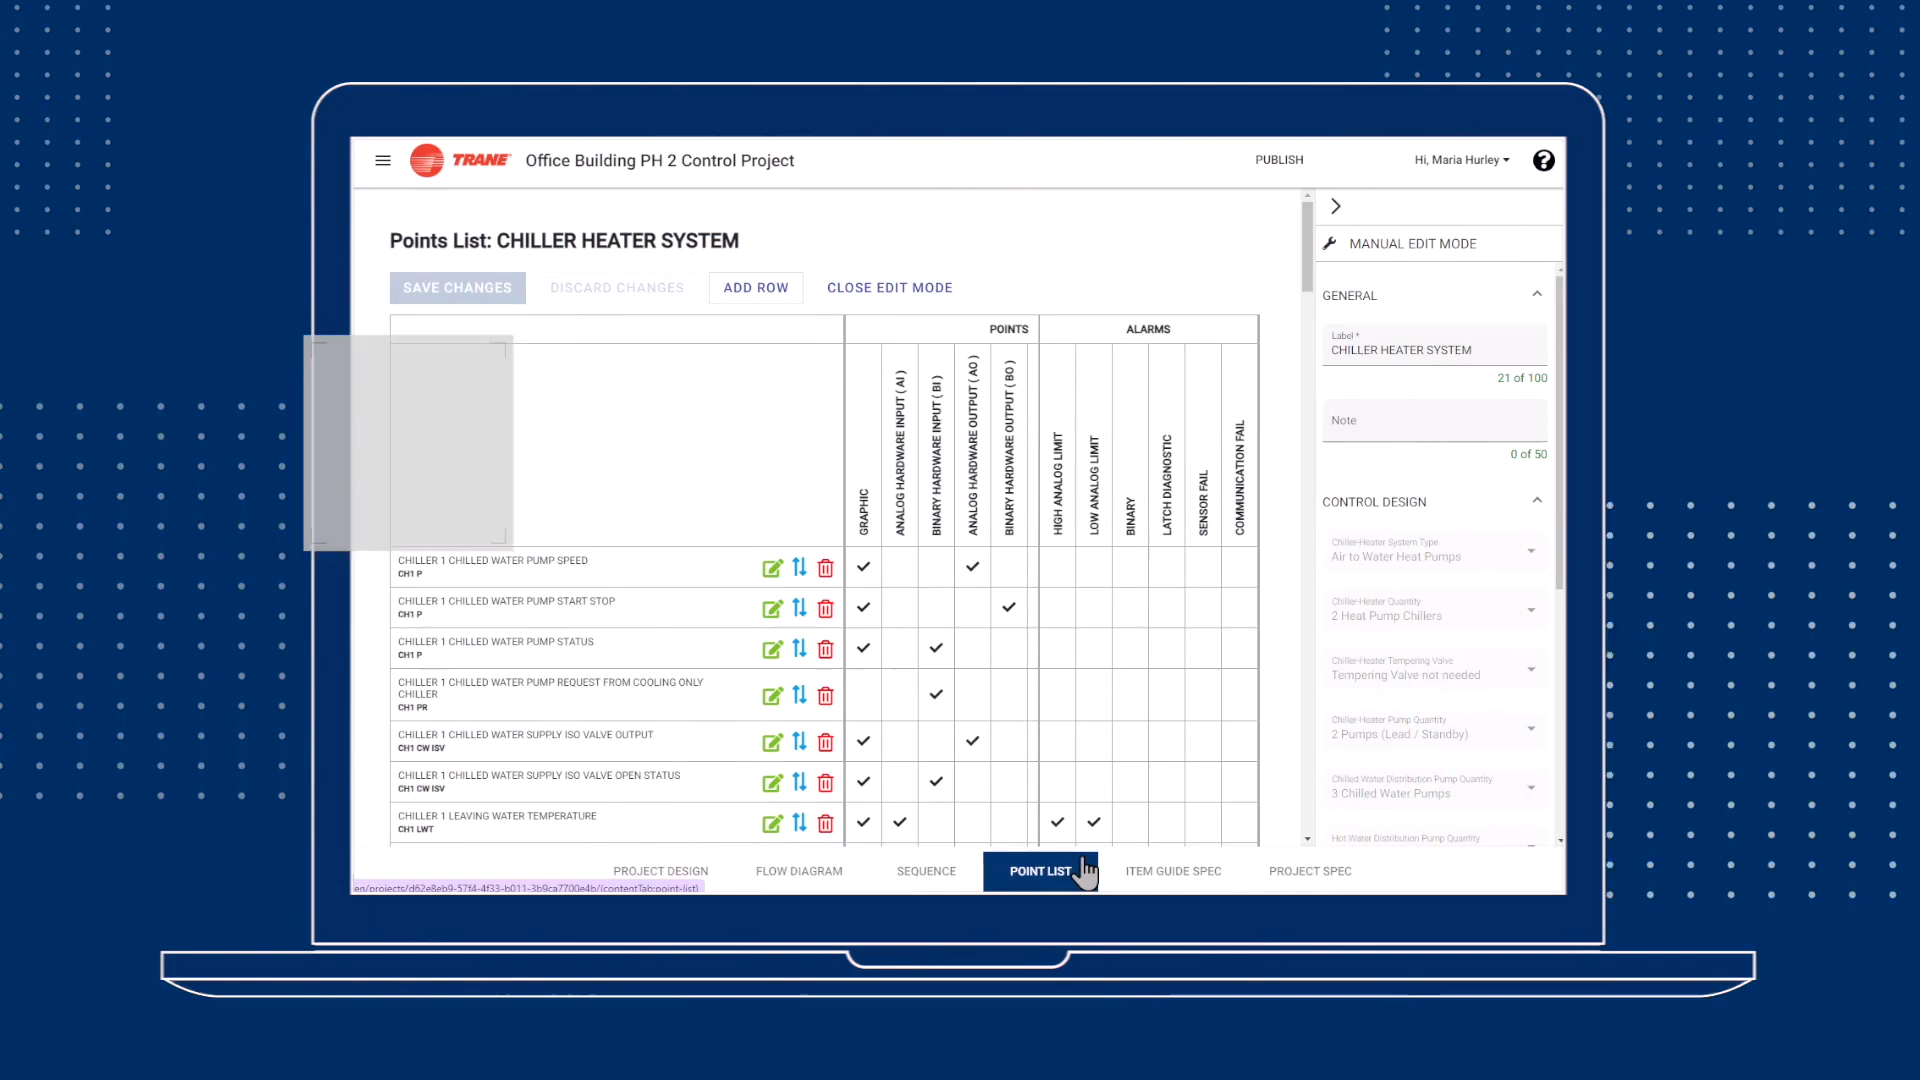 TRANE
Office Building PH 2 Control Project
PUBLISH
Hi, Maria Hurley
?
Points List: CHILLER HEATER SYSTEM
SAVE CHANGES
DISCARD CHANGES
ADD ROW
CLOSE EDIT MODE
POINTS
ALARMS
GRAPHIC
ANALOG HARDWARE INPUT ( AI )
BINARY HARDWARE INPUT ( BI )
ANALOG HARDWARE OUTPUT ( AO )
BINARY HARDWARE OUTPUT ( BO )
HIGH ANALOG LIMIT
LOW ANALOG LIMIT
BINARY
LATCH DIAGNOSTIC
SENSOR FAIL
COMMUNICATION FAIL
CHILLER 1 CHILLED WATER PUMP SPEED
CH1 P
CHILLER 1 CHILLED WATER PUMP START STOP
CH1 P
CHILLER 1 CHILLED WATER PUMP STATUS
CH1 P
CHILLER 1 CHILLED WATER PUMP REQUEST FROM COOLING ONLY
CHILLER
CH1 PR
CHILLER 1 CHILLED WATER SUPPLY ISO VALVE OUTPUT
CH1 CW ISV
CHILLER 1 CHILLED WATER SUPPLY ISO VALVE OPEN STATUS
CH1 CW ISV
CHILLER 1 LEAVING WATER TEMPERATURE
CH1 LWT
MANUAL EDIT MODE
GENERAL
Label *
CHILLER HEATER SYSTEM
21 of 100
Note
0 of 50
CONTROL DESIGN
Chiller-Heater System Type
Air to Water Heat Pumps
Chiller-Heater Quantity
2 Heat Pump Chillers
Chiller-Heater Tempering Valve
Tempering Valve not needed
Chiller-Heater Pump Quantity
2 Pumps (Lead / Standby)
Chilled Water Distribution Pump Quantity
3 Chilled Water Pumps
Hot Water Distribution Pump Quantity
PROJECT DESIGN
FLOW DIAGRAM
SEQUENCE
POINT LIST
ITEM GUIDE SPEC
PROJECT SPEC
en/projects/d62e8eb9-57f4-4f33-b011-3b9ca7700e4b/(contentTab:point-list)